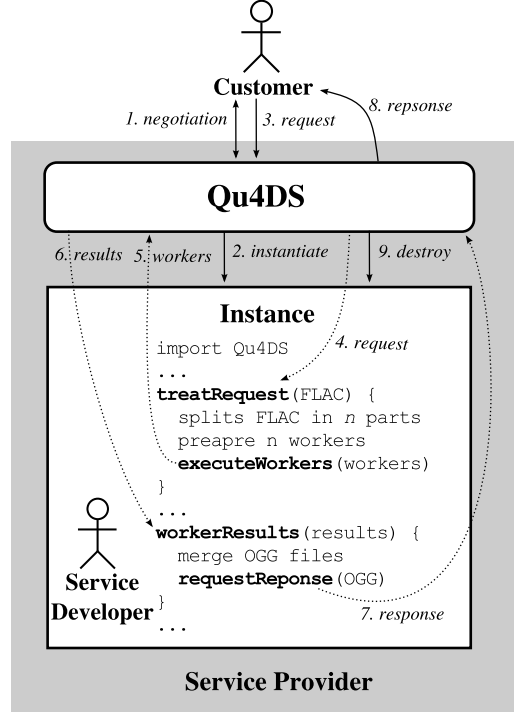 Customer
1. negotiation
3. request
8. repsonse
Qu4DS
6. results
5. workers
2. instantiate
9. destroy
Instance
4. request
import Qu4DS
...
treatRequest(FLAC) {
splits FLAC in n parts
preapre n workers
executeWorkers(workers)
}
...
workerResults(results) {
merge OGG files
requestReponse(OGG)
}
...
7. response
Service
Developer
Service Provider